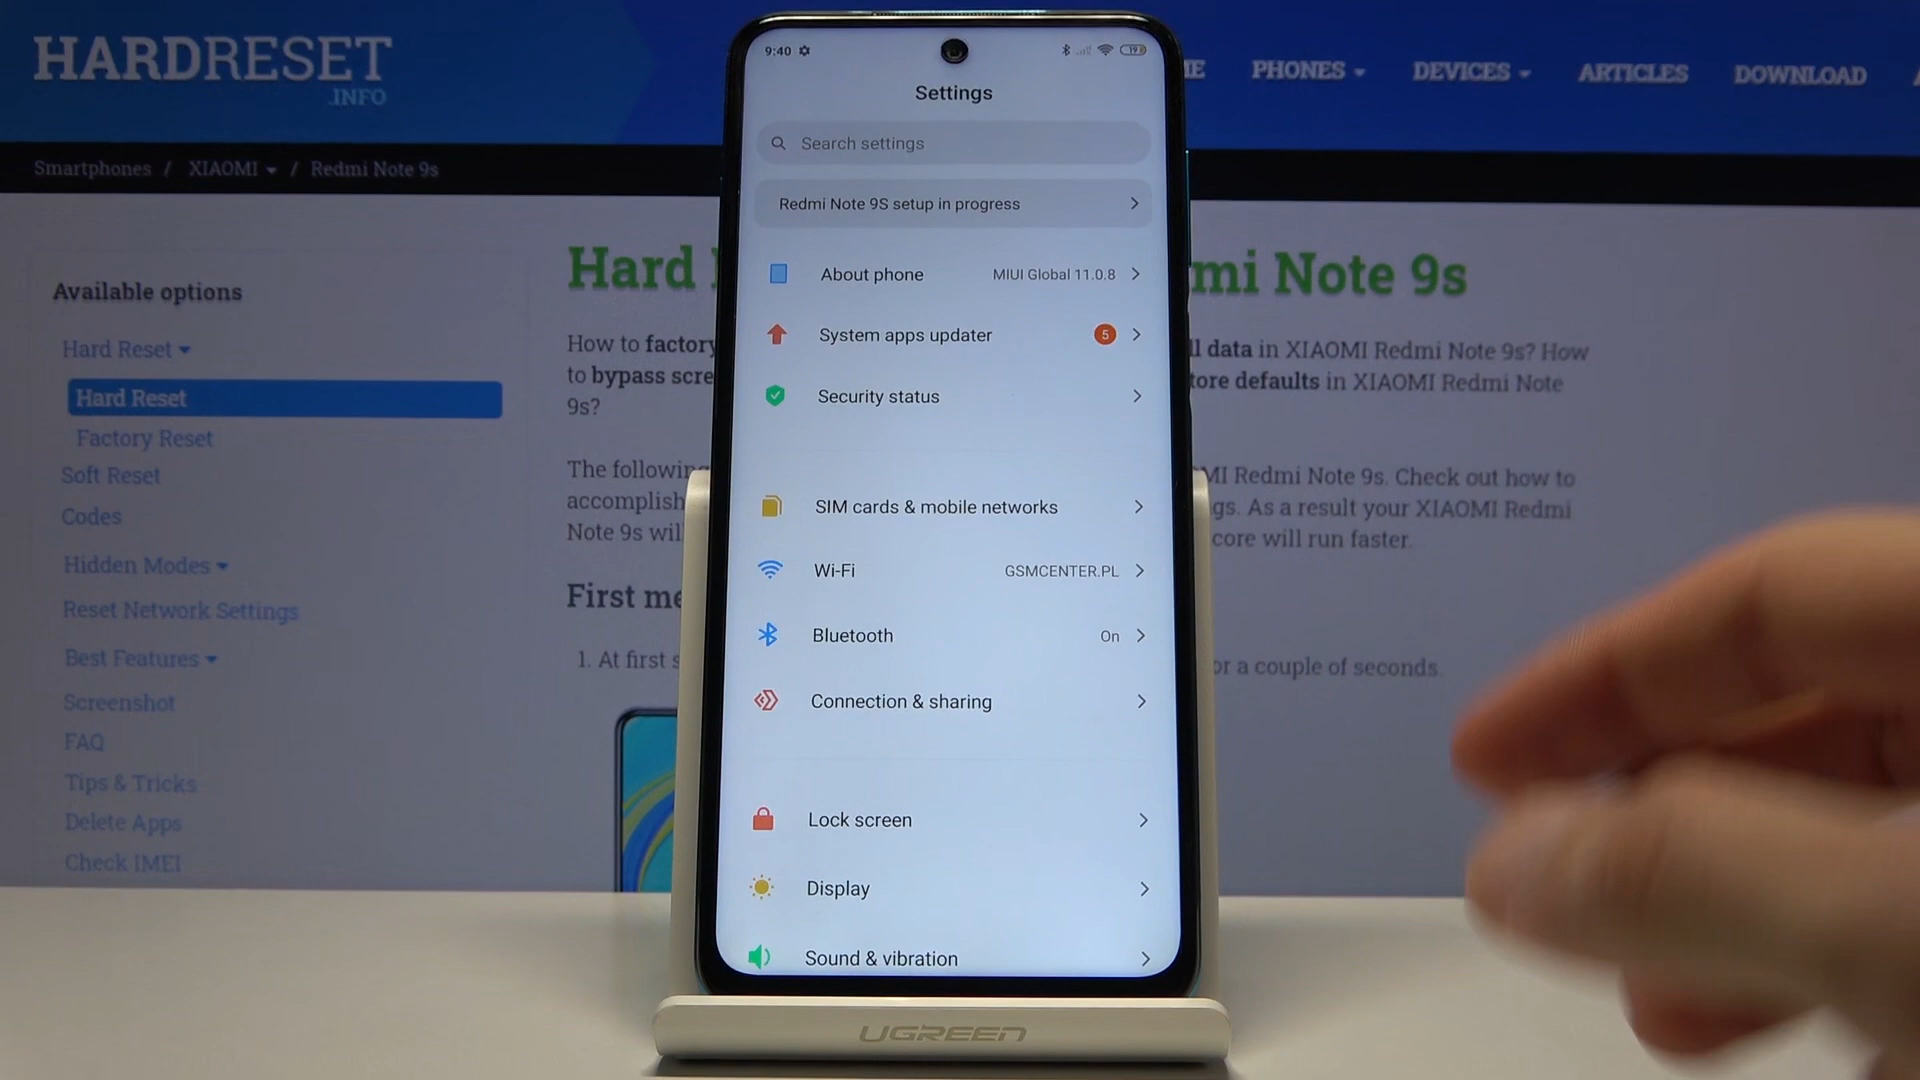 HARDRESET
.INFO
PHONES
DEVICES
ARTICLES
DOWNLOAD
Smartphones / XIAOMI / Redmi Note 9s
Available options
Hard Reset
Hard Reset
Factory Reset
Soft Reset
Codes
Hidden Modes
Reset Network Settings
Best Features
Screenshot
FAQ
Tips & Tricks
Delete Apps
Check IMEI
Hard
mi Note 9s
How to factory
ll data in XIAOMI Redmi Note 9s? How
to bypass scre
tore defaults in XIAOMI Redmi Note
9s?
The following
MI Redmi Note 9s. Check out how to
accomplish
gs. As a result your XIAOMI Redmi
Note 9s wil
core will run faster.
First me
1. At first s
or a couple of seconds.
9:40
19
Settings
Search settings
Redmi Note 9S setup in progress
About phone MIUI Global 11.0.8
System apps updater 5
Security status
SIM cards & mobile networks
Wi-Fi GSMCENTER.PL
Bluetooth On
Connection & sharing
Lock screen
Display
Sound & vibration
UGREEN